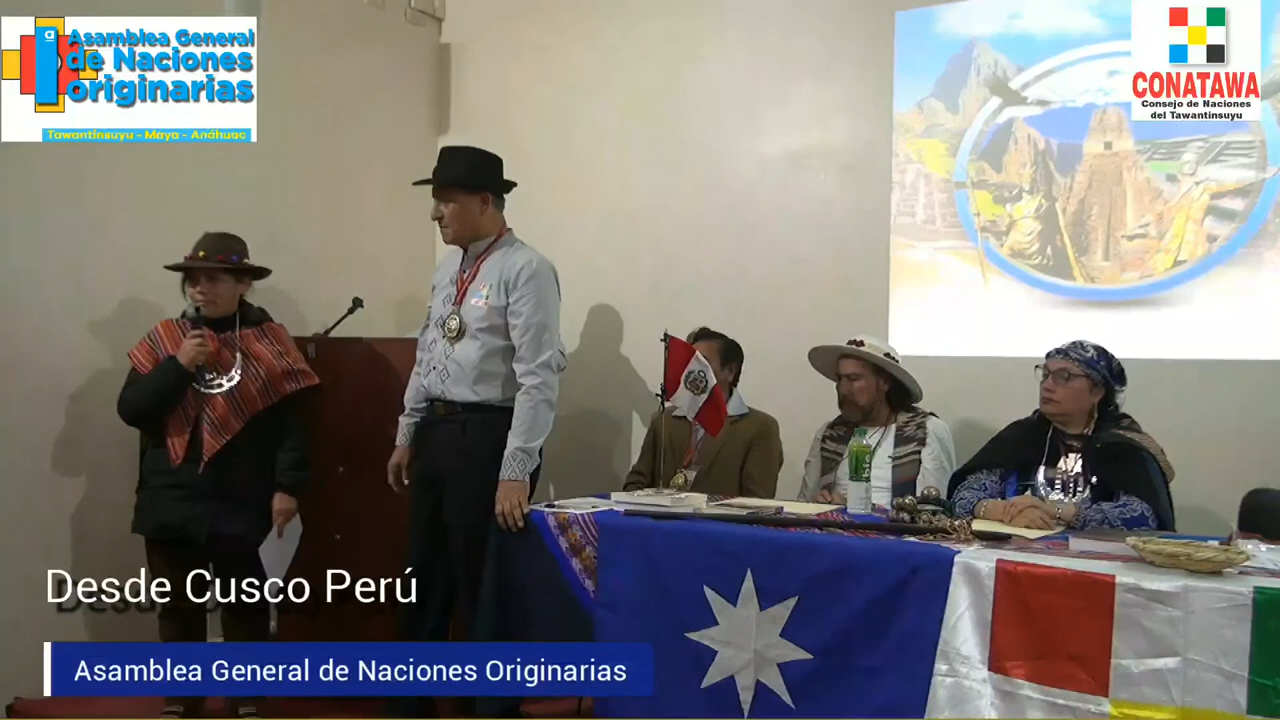 1ª Asamblea General
de Naciones
originarias
Tawantinsuyu - Maya - Anáhuac
CONATAWA
Consejo de Naciones
del Tawantinsuyu
Desde Cusco Perú
Asamblea General de Naciones Originarias